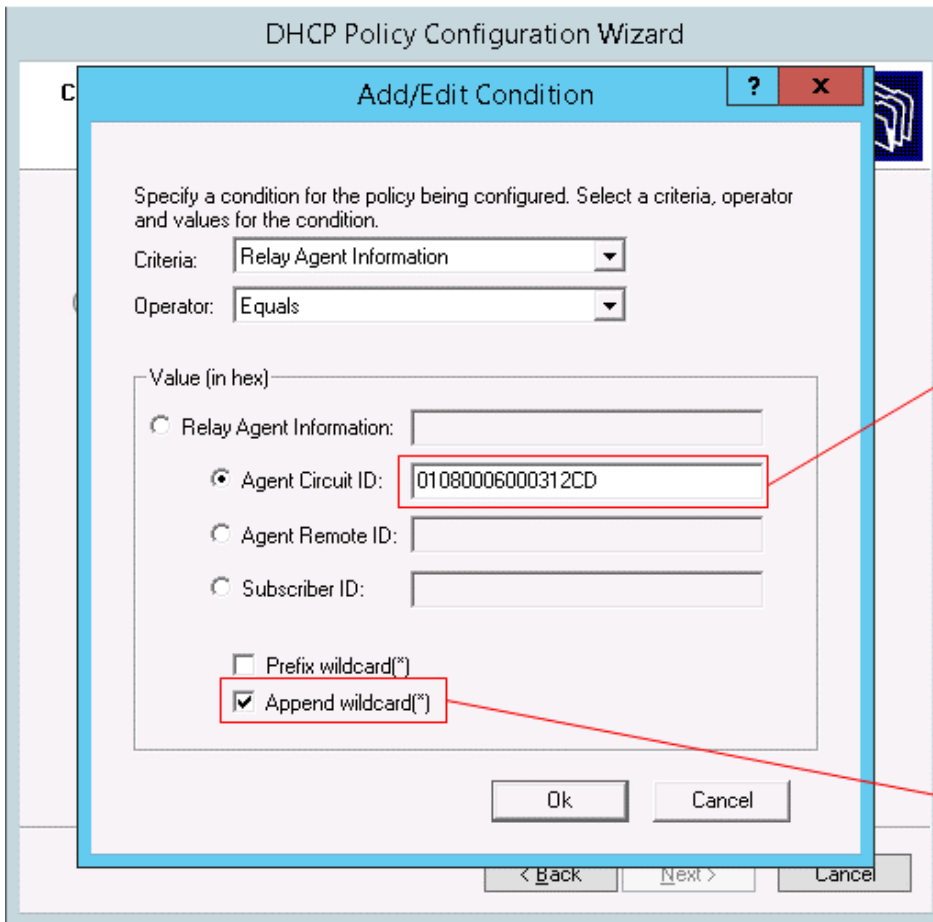 DHCP Policy Configuration Wizard
C
Add/Edit Condition
? x
Specify a condition for the policy being configured. Select a criteria, operator
and values for the condition.
Criteria: Relay Agent Information
Operator: Equals
Value (in hex)
Relay Agent Information:
Agent Circuit ID: 01080006000312CD
Agent Remote ID:
Subscriber ID:
Prefix wildcard(*)
Append wildcard(*)
Ok Cancel
< Back Next > Cancel